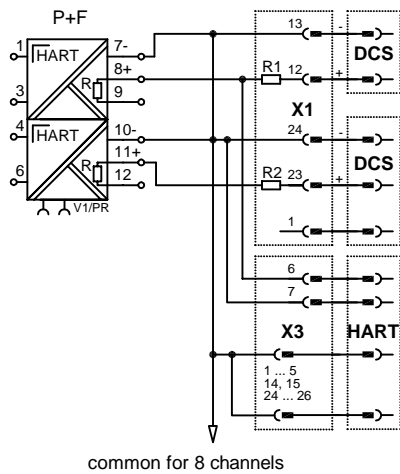 P+F
1
HART
7-
8+
R
9
3
4
HART
10-
11+
R
12
6
V1/PR
13
-
DCS
R1
12
+
X1
24
-
DCS
R2
23
+
1
6
7
X3
HART
1 ... 5
14, 15
24 ... 26
common for 8 channels